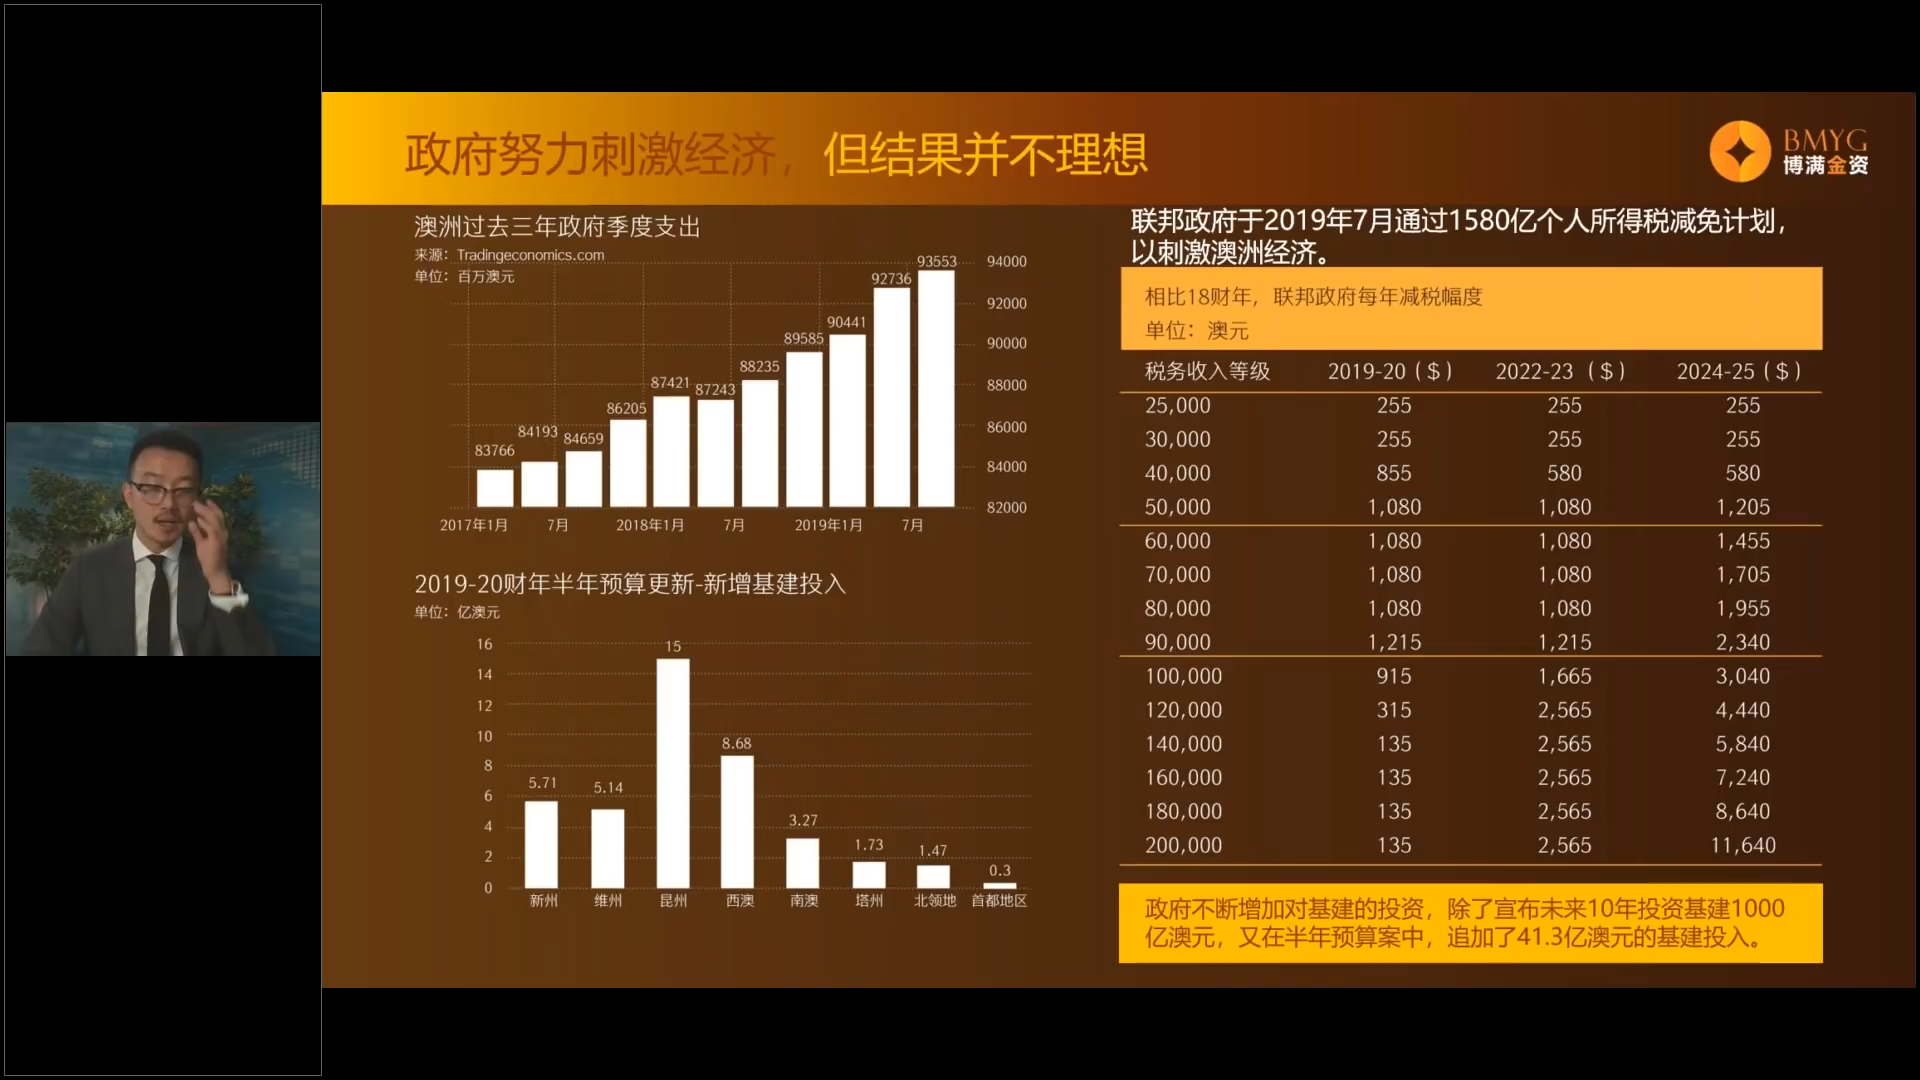 政府努力刺激经济，但结果并不理想
BMYG
博满金资
澳洲过去三年政府季度支出
来源：Tradingeconomics.com
单位：百万澳元
83766 84193 84659 86205 87421 87243 88235 89585 90441 92736 93553
94000
92000
90000
88000
86000
84000
82000
2017年1月 7月 2018年1月 7月 2019年1月 7月
2019-20财年半年预算更新-新增基建投入
单位：亿澳元
16
14
12
10
8
6
4
2
0
5.71 5.14 15 8.68 3.27 1.73 1.47 0.3
新州 维州 昆州 西澳 南澳 塔州 北领地 首都地区
联邦政府于2019年7月通过1580亿个人所得税减免计划，
以刺激澳洲经济。
相比18财年，联邦政府每年减税幅度
单位：澳元
税务收入等级 2019-20（$） 2022-23（$） 2024-25（$）
25,000 255 255 255
30,000 255 255 255
40,000 855 580 580
50,000 1,080 1,080 1,205
60,000 1,080 1,080 1,455
70,000 1,080 1,080 1,705
80,000 1,080 1,080 1,955
90,000 1,215 1,215 2,340
100,000 915 1,665 3,040
120,000 315 2,565 4,440
140,000 135 2,565 5,840
160,000 135 2,565 7,240
180,000 135 2,565 8,640
200,000 135 2,565 11,640
政府不断增加对基建的投资，除了宣布未来10年投资基建1000
亿澳元，又在半年预算案中，追加了41.3亿澳元的基建投入。